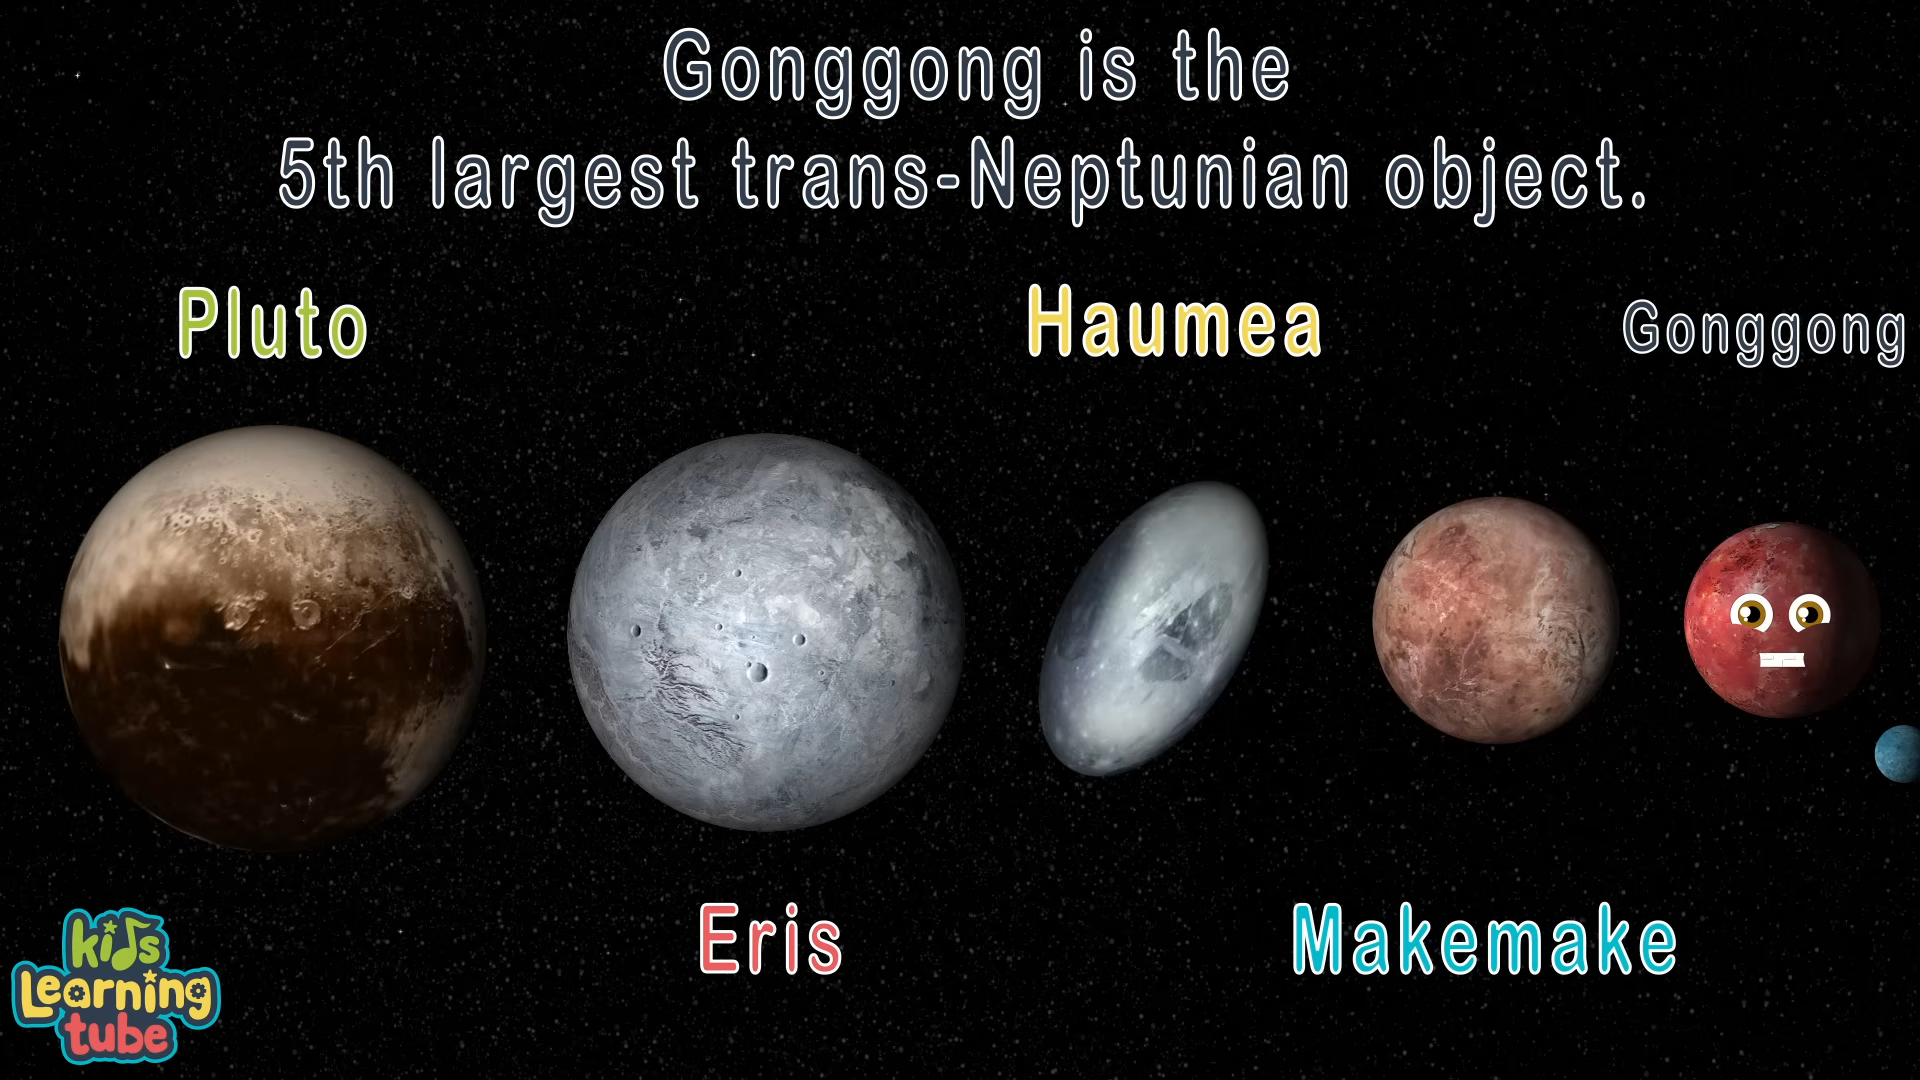 Gonggong is the
5th largest trans-Neptunian object.
Pluto
Haumea
Gonggong
Eris
Makemake
kids
Learning
tube